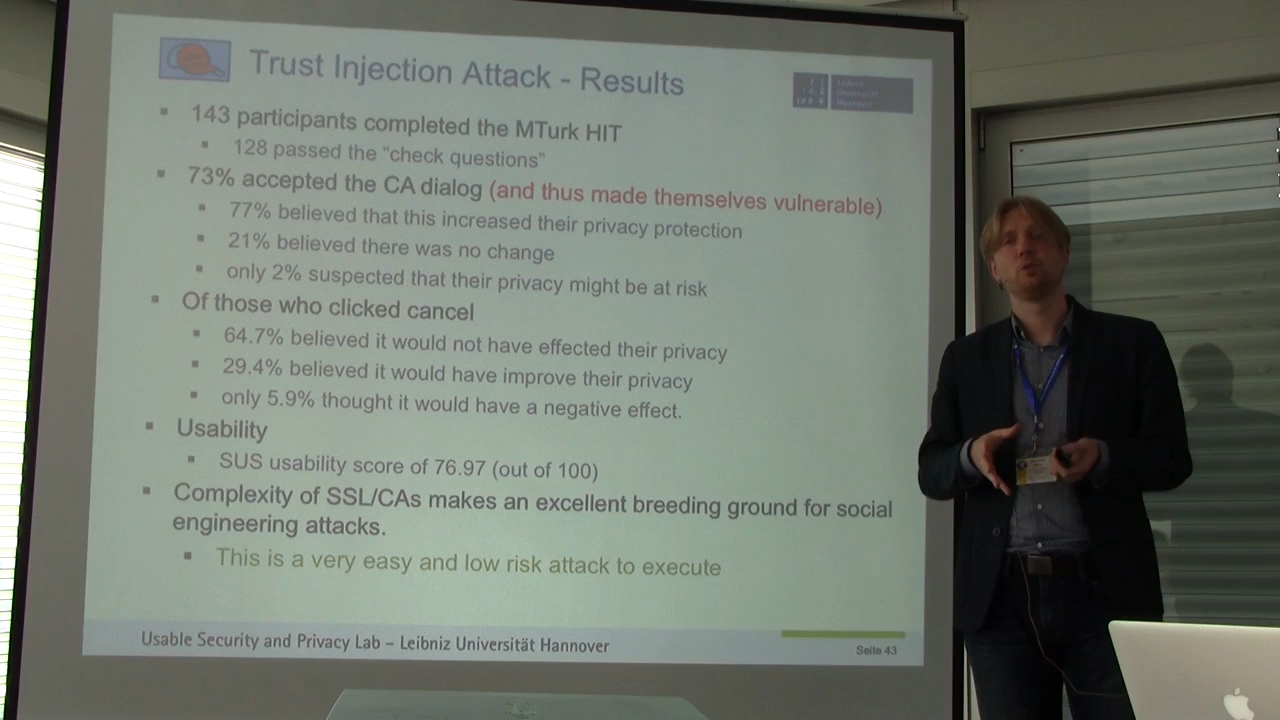 Trust Injection Attack - Results
Leibniz
Universität
Hannover
143 participants completed the MTurk HIT
128 passed the “check questions”
73% accepted the CA dialog (and thus made themselves vulnerable)
77% believed that this increased their privacy protection
21% believed there was no change
only 2% suspected that their privacy might be at risk
Of those who clicked cancel
64.7% believed it would not have effected their privacy
29.4% believed it would have improve their privacy
only 5.9% thought it would have a negative effect.
Usability
SUS usability score of 76.97 (out of 100)
Complexity of SSL/CAs makes an excellent breeding ground for social
engineering attacks.
This is a very easy and low risk attack to execute
Usable Security and Privacy Lab – Leibniz Universität Hannover
Seite 43